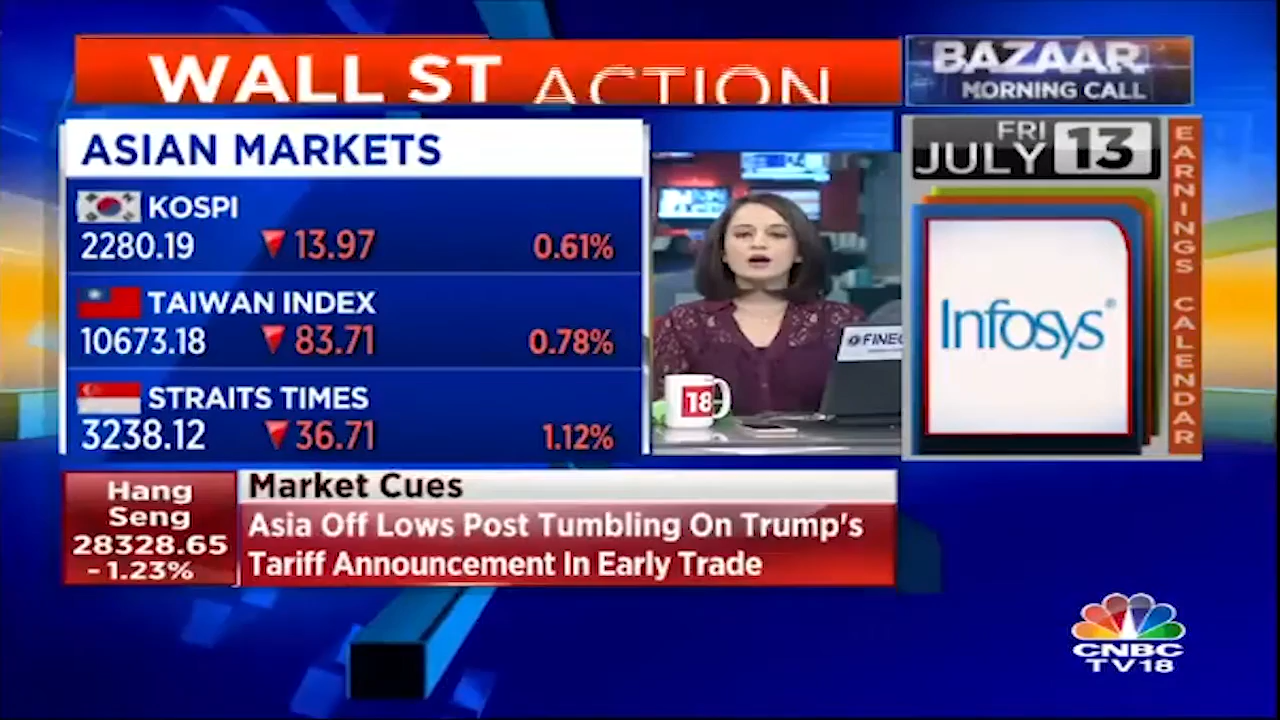 WALL ST ACTION
BAZAAR
MORNING CALL
ASIAN MARKETS
KOSPI
2280.19 ▼ 13.97 0.61%
TAIWAN INDEX
10673.18 ▼ 83.71 0.78%
STRAITS TIMES
3238.12 ▼ 36.71 1.12%
18
FRI
JULY 13
Infosys®
EARNINGS CALENDAR
Hang
Seng
28328.65
-1.23%
Market Cues
Asia Off Lows Post Tumbling On Trump's
Tariff Announcement In Early Trade
CNBC
TV18